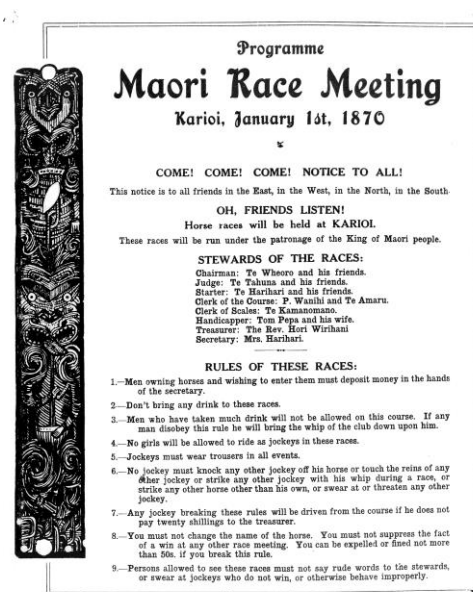 Programme
Maori Race Meeting
Karioi, January 1st, 1870
COME! COME! COME! NOTICE TO ALL!
This notice is to all friends in the East, in the West, in the North, in the South
OH, FRIENDS LISTEN!
Horse races will be held at KARIOI.
These races will be run under the patronage of the King of Maori people.
STEWARDS OF THE RACES:
Chairman: Te Wheoro and his friends.
Judge: Te Tahuna and his friends.
Starter: Te Harihari and his friends.
Clerk of the Course: P. Wanihi and Te Amaru.
Clerk of Scales: Te Kamanomano.
Handicapper: Tom Pepa and his wife.
Treasurer: The Rev. Hori Wirihani
Secretary: Mrs. Harihari.
RULES OF THESE RACES:
1.—Men owning horses and wishing to enter them must deposit money in the hands
of the secretary.
2.—Don't bring any drink to these races.
3.—Men who have taken much drink will not be allowed on this course. If any
man disobey this rule he will bring the whip of the club down upon him.
4.—No girls will be allowed to ride as jockeys in these races.
5.—Jockeys must wear trousers in all events.
6.—No jockey must knock any other jockey off his horse or touch the reins of any
other jockey or strike any other jockey with his whip during a race, or
strike any other horse other than his own, or swear at or threaten any other
jockey.
7.—Any jockey breaking these rules will be driven from the course if he does not
pay twenty shillings to the treasurer.
8.—You must not change the name of the horse. You must not suppress the fact
of a win at any other race meeting. You can be expelled or fined not more
than 50s. if you break this rule.
9.—Persons allowed to see these races must not say rude words to the stewards,
or swear at jockeys who do not win, or otherwise behave improperly.